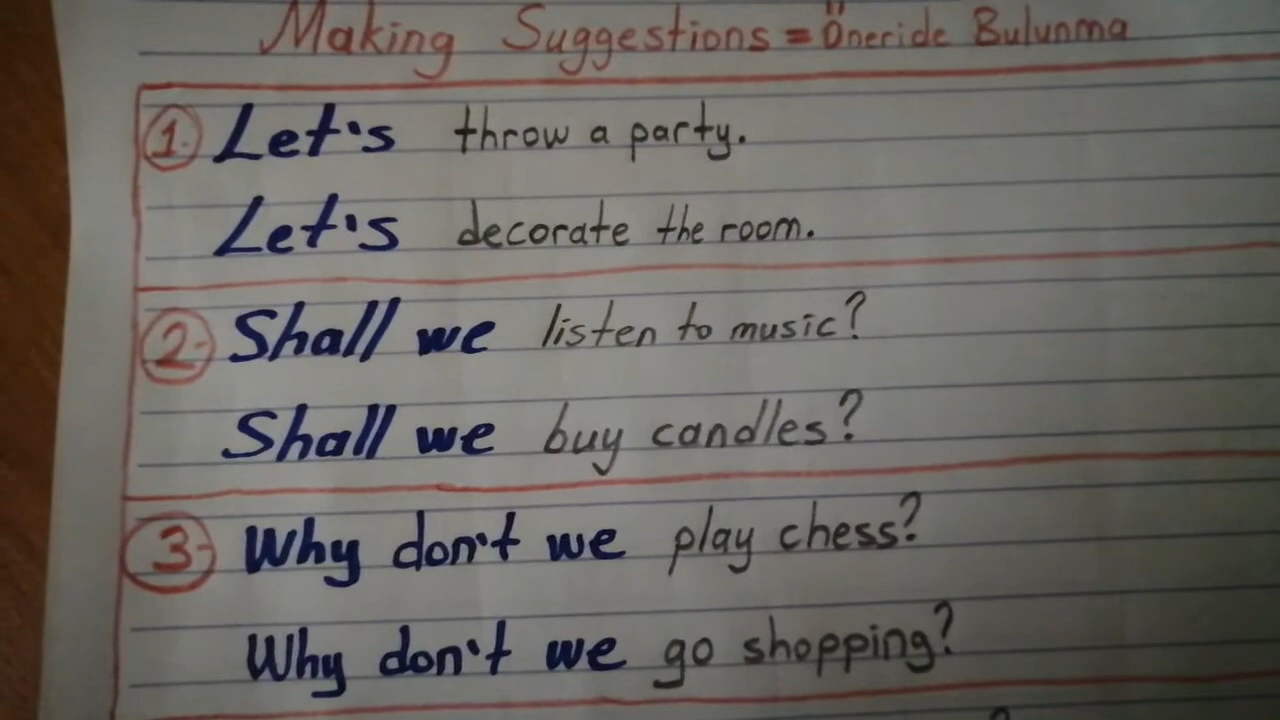 Making Suggestions = Öneride Bulunma
1. Let's throw a party.
Let's decorate the room.
2- Shall we listen to music?
Shall we buy candles?
3- Why don't we play chess?
Why don't we go shopping?